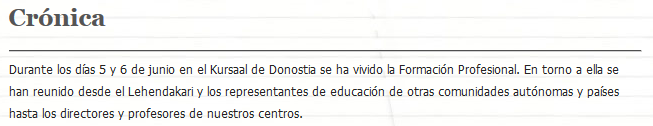 Crónica
Durante los días 5 y 6 de junio en el Kursaal de Donostia se ha vivido la Formación Profesional. En torno a ella se
han reunido desde el Lehendakari y los representantes de educación de otras comunidades autónomas y países
hasta los directores y profesores de nuestros centros.